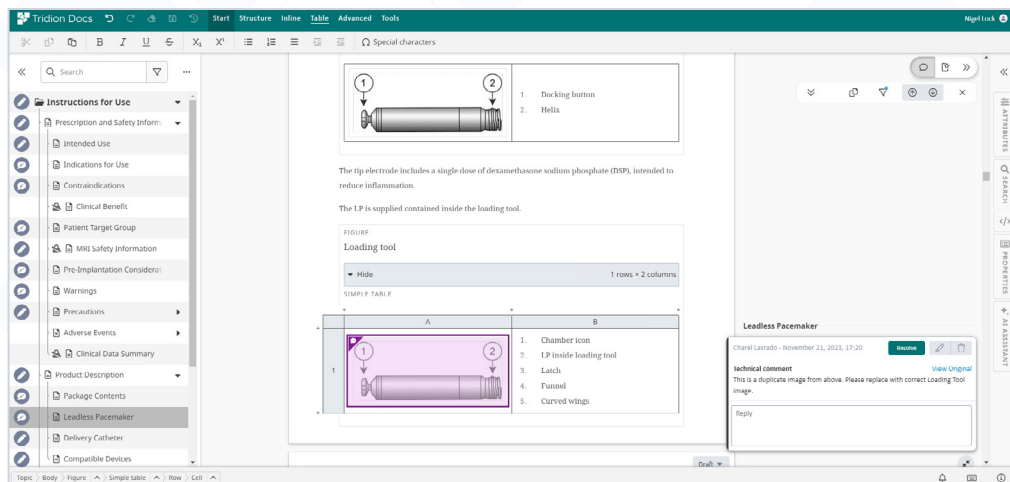 Tridion Docs Start Structure Inline Table Advanced Tools Nigel Lock
B I U S X₁ X¹ Ω Special characters
Search
Instructions for Use
Prescription and Safety Inform
Intended Use
Indications for Use
Contraindications
Clinical Benefit
Patient Target Group
MRI Safety Information
Pre-Implantation Considerat
Warnings
Precautions
Adverse Events
Clinical Data Summary
Product Description
Package Contents
Leadless Pacemaker
Delivery Catheter
Compatible Devices
1 2
1. Docking button
2. Helix
The tip electrode includes a single dose of dexamethasone sodium phosphate (DSP), intended to
reduce inflammation.
The LP is supplied contained inside the loading tool.
FIGURE
Loading tool
Hide 1 rows × 2 columns
SIMPLE TABLE
A B
1
1 2
1. Chamber icon
2. LP inside loading tool
3. Latch
4. Funnel
5. Curved wings
Draft
Leadless Pacemaker
Charel Lasrado - November 21, 2023, 17:20 Resolve
Technical comment View Original
This is a duplicate image from above. Please replace with correct Loading Tool
image.
Reply
ATTRIBUTES
SEARCH
</>
PROPERTIES
AI ASSISTANT
Topic Body Figure Simple table Row Cell